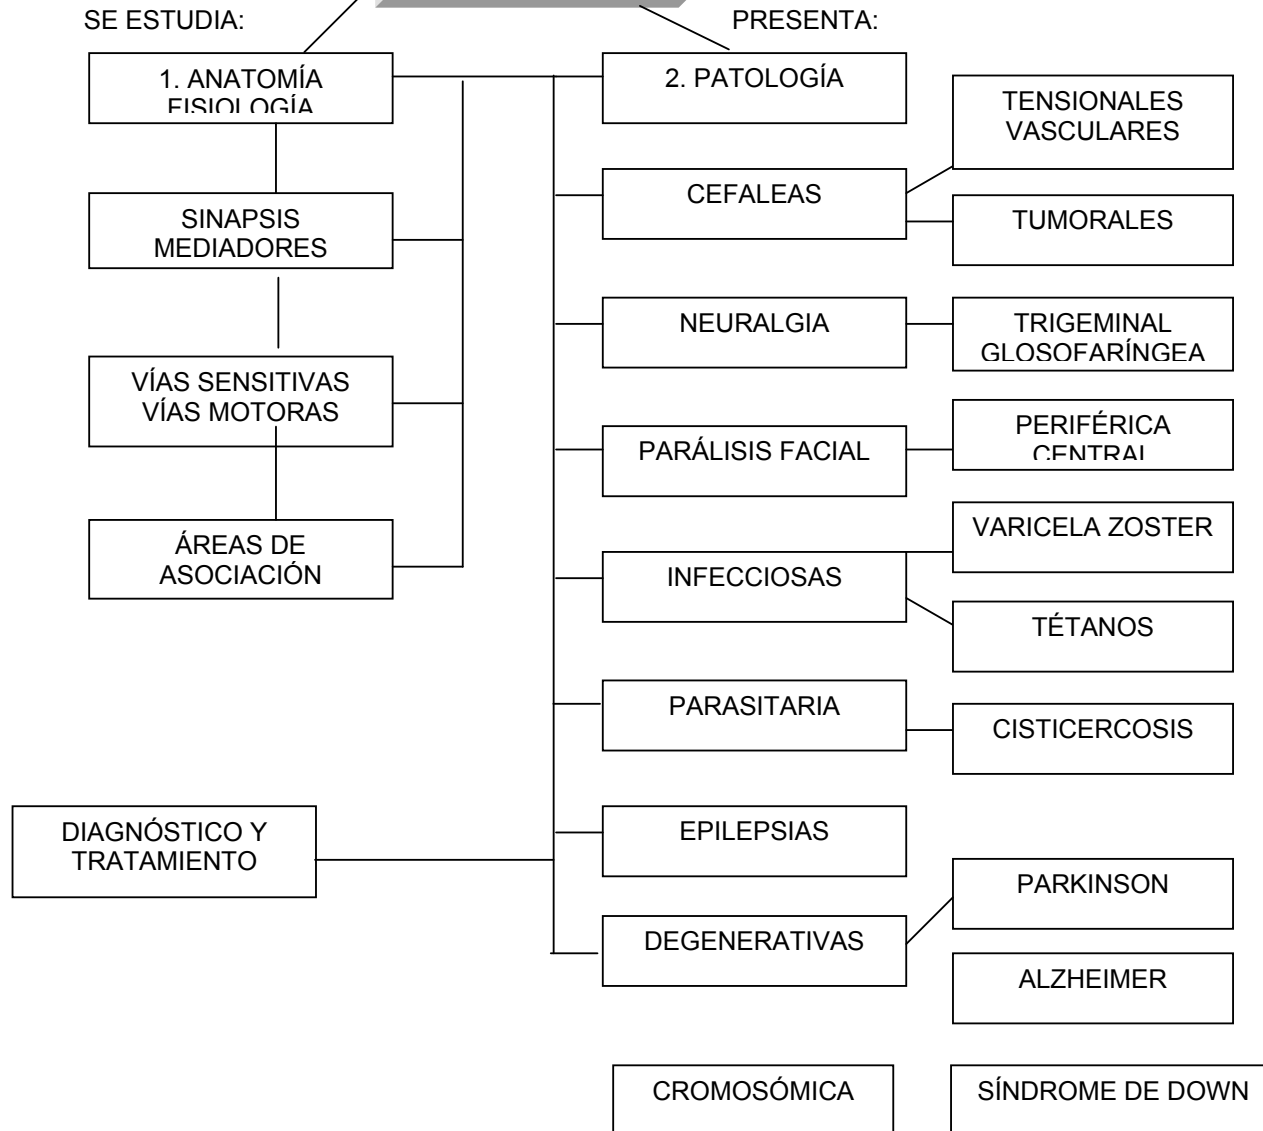 SE ESTUDIA:
PRESENTA:
1. ANATOMÍA
FISIOLOGÍA
2. PATOLOGÍA
TENSIONALES
VASCULARES
SINAPSIS
MEDIADORES
CEFALEAS
TUMORALES
NEURALGIA
TRIGEMINAL
GLOSOFARÍNGEA
VÍAS SENSITIVAS
VÍAS MOTORAS
PARÁLISIS FACIAL
PERIFÉRICA
CENTRAL
ÁREAS DE
ASOCIACIÓN
INFECCIOSAS
VARICELA ZOSTER
TÉTANOS
PARASITARIA
CISTICERCOSIS
DIAGNÓSTICO Y
TRATAMIENTO
EPILEPSIAS
DEGENERATIVAS
PARKINSON
ALZHEIMER
CROMOSÓMICA
SÍNDROME DE DOWN